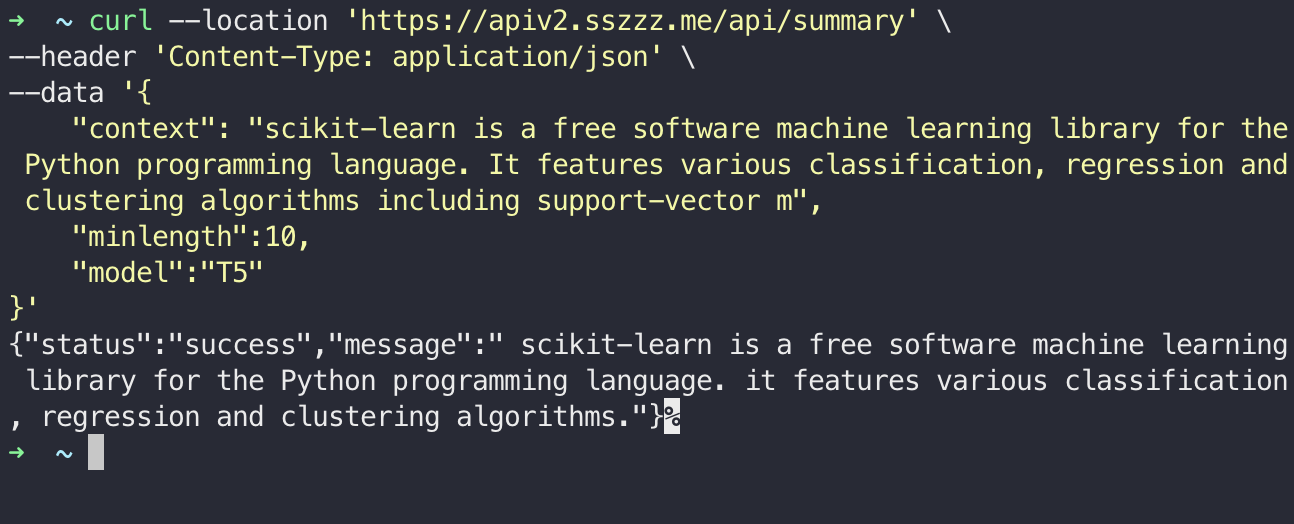 ➜  ~ curl --location 'https://apiv2.sszzz.me/api/summary' \
--header 'Content-Type: application/json' \
--data '{
    "context": "scikit-learn is a free software machine learning library for the
 Python programming language. It features various classification, regression and
 clustering algorithms including support-vector m",
    "minlength":10,
    "model":"T5"
}'
{"status":"success","message":" scikit-learn is a free software machine learning
 library for the Python programming language. it features various classification
, regression and clustering algorithms."}%
➜  ~